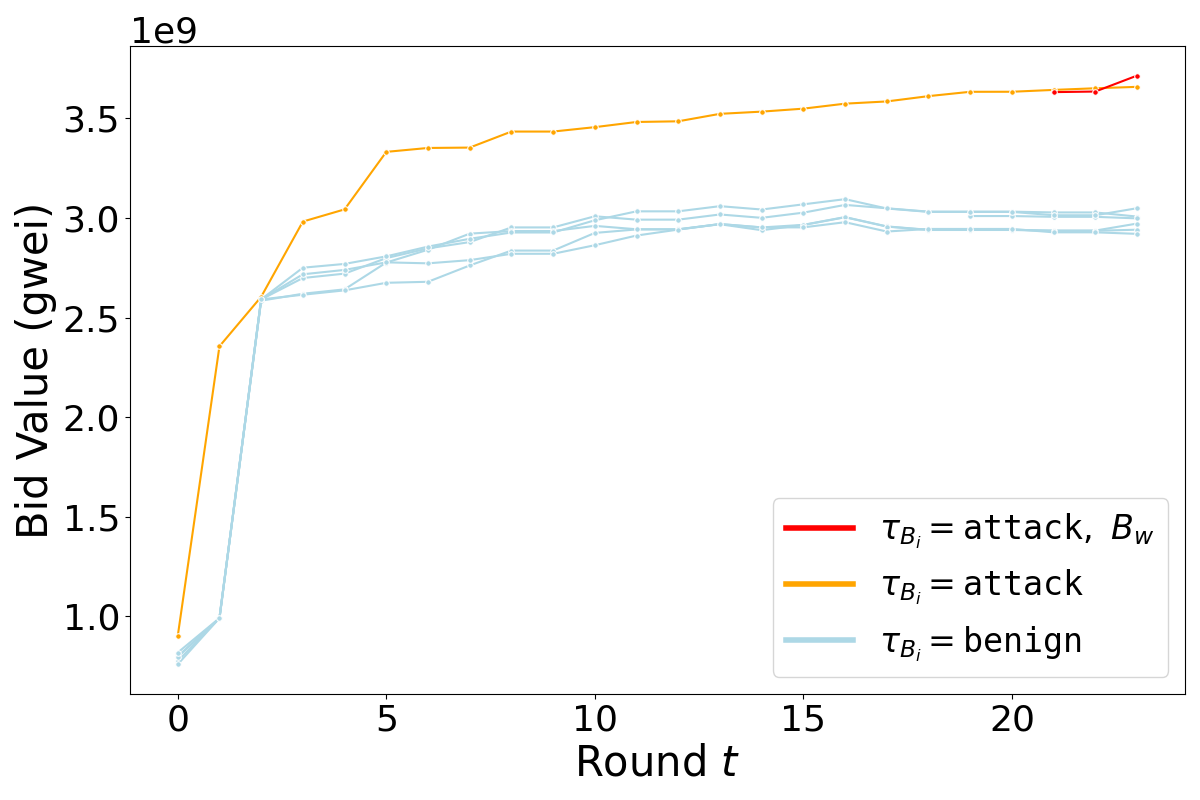 1e9
3.5
3.0
2.5
2.0
1.5
1.0
Bid Value (gwei)
0 5 10 15 20
Round t
τ_{B_i} = attack, B_w
τ_{B_i} = attack
τ_{B_i} = benign